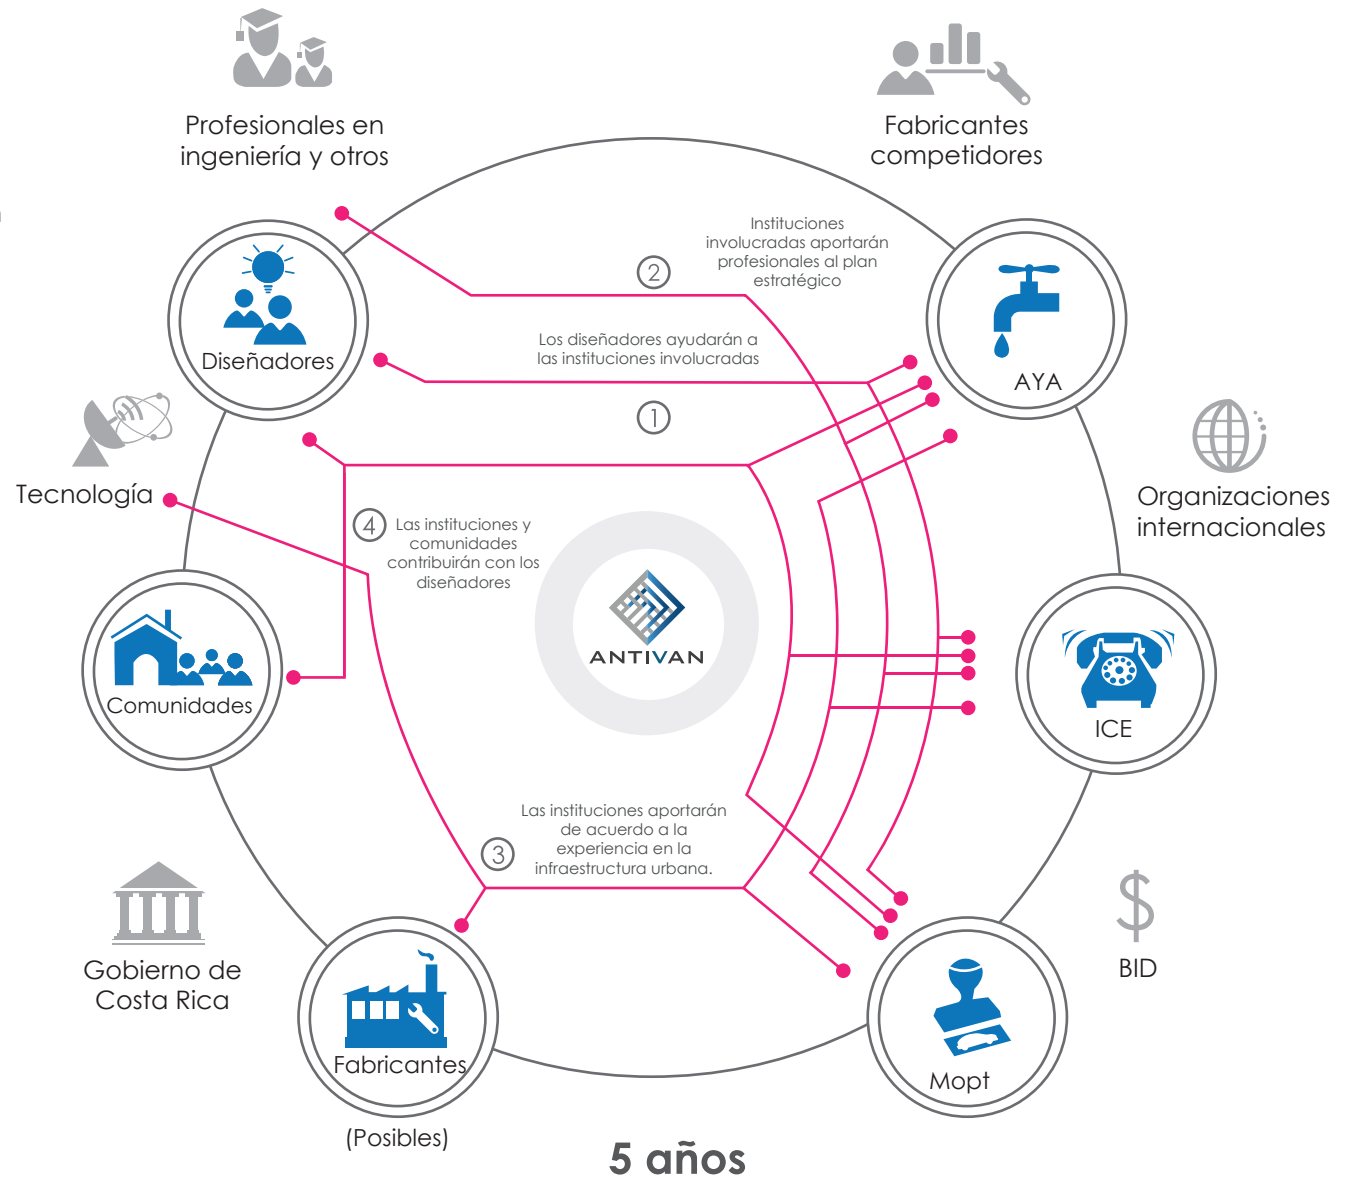 Profesionales en
ingeniería y otros
Fabricantes
competidores
Instituciones
involucradas aportarán
profesionales al plan
estratégico
2
Los diseñadores ayudarán a
las instituciones involucradas
Diseñadores
AYA
1
Tecnología
Organizaciones
internacionales
4
Las instituciones y
comunidades
contribuirán con los
diseñadores
ANTIVAN
Comunidades
ICE
Las instituciones aportarán
de acuerdo a la
experiencia en la
infraestructura urbana.
3
Gobierno de
Costa Rica
$
BID
Fabricantes
Mopt
(Posibles)
5 años